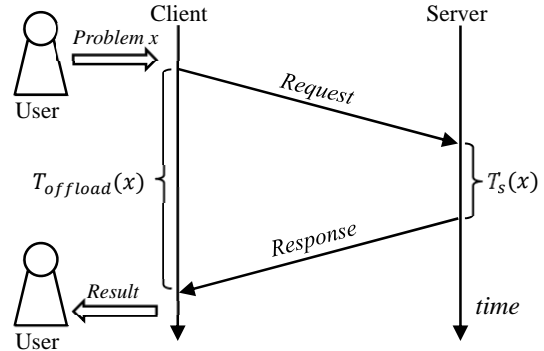 Client
Server
Problem x
User
Request
T_offload(x)
T_s(x)
Response
Result
time
User